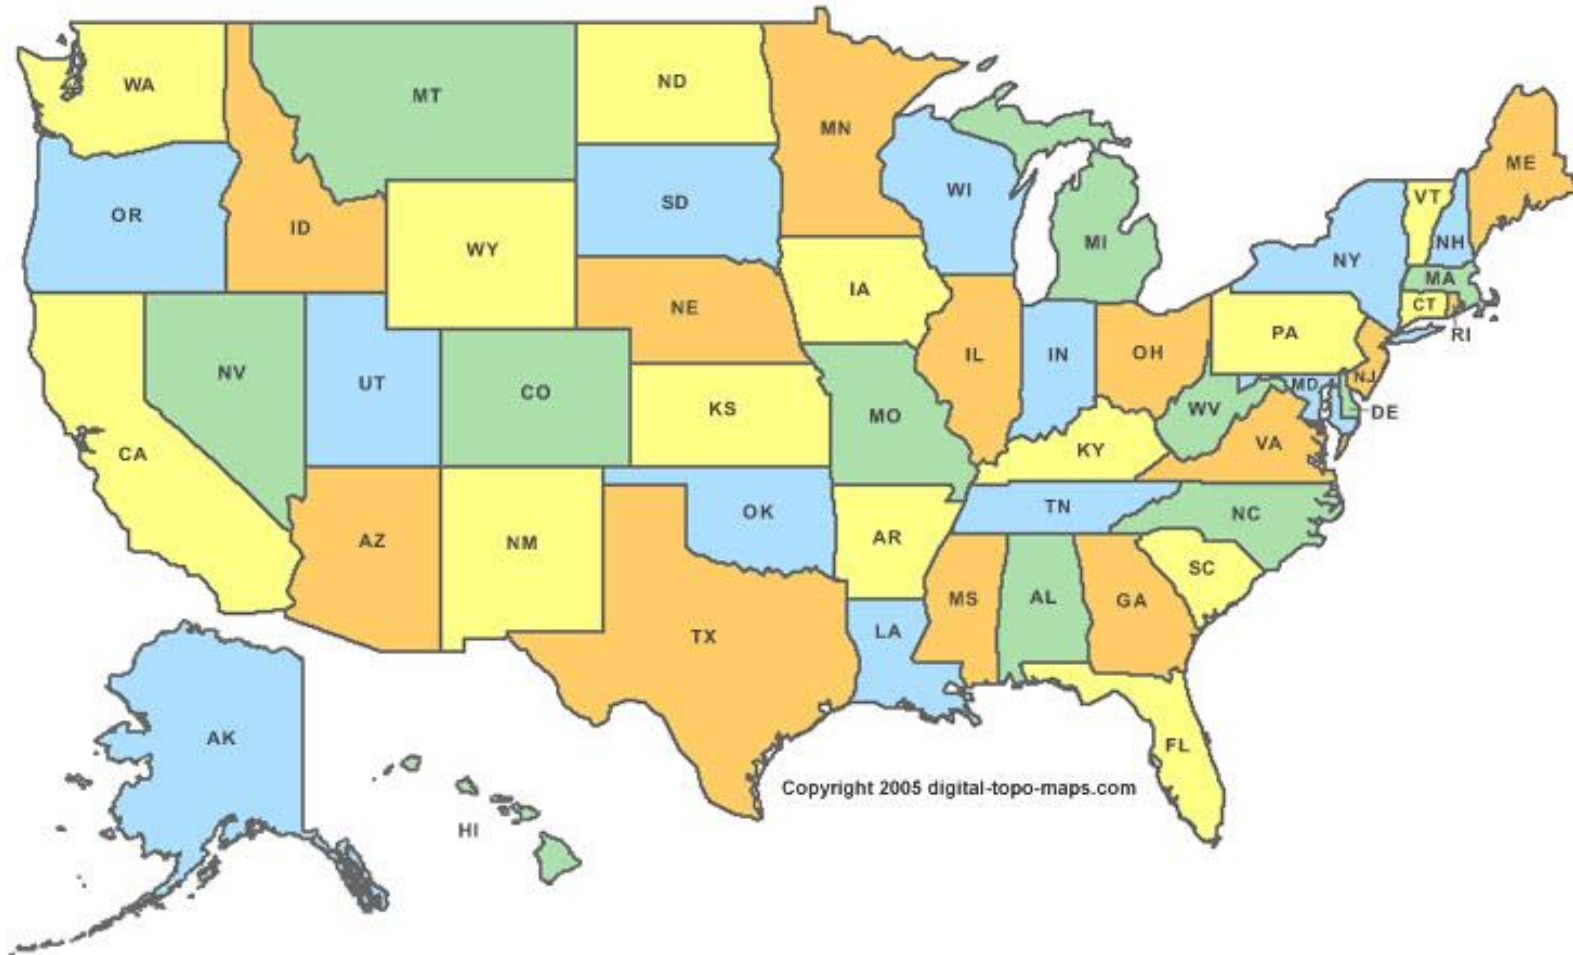 WA
MT
ND
MN
ME
OR
ID
WY
SD
WI
MI
VT
NH
NY
MA
CT
RI
NV
UT
CO
NE
IA
IL
IN
OH
PA
NJ
MD
DE
CA
KS
MO
KY
WV
VA
AZ
NM
OK
AR
TN
NC
SC
TX
LA
MS
AL
GA
FL
AK
HI
Copyright 2005 digital-topo-maps.com